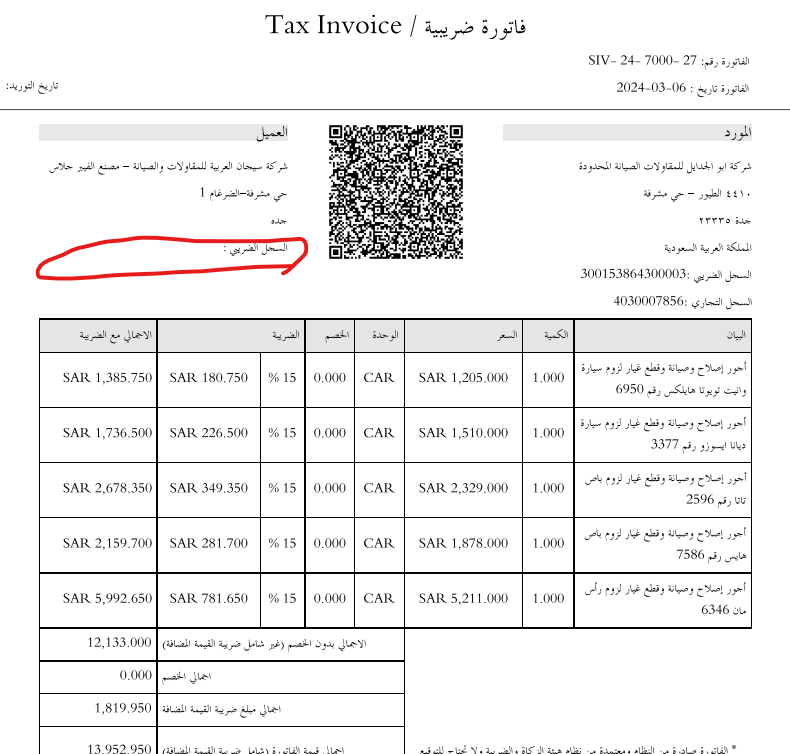 فاتورة ضريبية / Tax Invoice
الفاتورة رقم: SIV- 24- 7000- 27
الفاتورة تاريخ : 2024-03-06
تاريخ التوريد:
المورد
شركة ابو الجدايل للمقاولات الصيانة المحدودة
٤٤١٠ الطيور - حي مشرفة
جدة ٢٣٣٣٥
المملكة العربية السعودية
السجل الضريبي :300153864300003
السجل التجاري :4030007856
العميل
شركة سيحان العربية للمقاولات والصيانة - مصنع الفيبر جلاس
حي مشرفة-الضرغام 1
جده
السجل الضريبي :
البيان الكمية السعر الوحدة الخصم الضريبة الاجمالي مع الضريبة
أجور إصلاح وصيانة وقطع غيار لزوم سيارة
وانيت تويوتا هايلكس رقم 6950
1.000 SAR 1,205.000 CAR 0.000 % 15 SAR 180.750 SAR 1,385.750
أجور إصلاح وصيانة وقطع غيار لزوم سيارة
ديانا ايسوزو رقم 3377
1.000 SAR 1,510.000 CAR 0.000 % 15 SAR 226.500 SAR 1,736.500
أجور إصلاح وصيانة وقطع غيار لزوم باص
تاتا رقم 2596
1.000 SAR 2,329.000 CAR 0.000 % 15 SAR 349.350 SAR 2,678.350
أجور إصلاح وصيانة وقطع غيار لزوم باص
هايس رقم 7586
1.000 SAR 1,878.000 CAR 0.000 % 15 SAR 281.700 SAR 2,159.700
أجور إصلاح وصيانة وقطع غيار لزوم رأس
مان 6346
1.000 SAR 5,211.000 CAR 0.000 % 15 SAR 781.650 SAR 5,992.650
الاجمالي بدون الخصم (غير شامل ضريبة القيمة المضافة) 12,133.000
اجمالي الخصم 0.000
اجمالي مبلغ ضريبة القيمة المضافة 1,819.950
اجمالي قيمة الفاتورة (شامل ضريبة القيمة المضافة) 13,952.950
* الفاتورة صادرة من النظام ومعتمدة من نظام هيئة الزكاة والضريبة ولا تحتاج للتوقيع